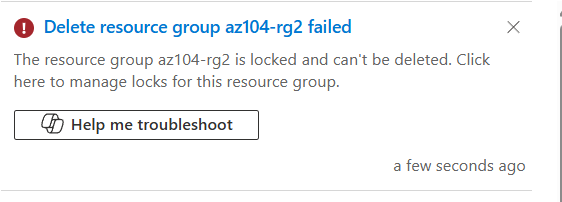 Delete resource group az104-rg2 failed
The resource group az104-rg2 is locked and can't be deleted. Click
here to manage locks for this resource group.
Help me troubleshoot
a few seconds ago